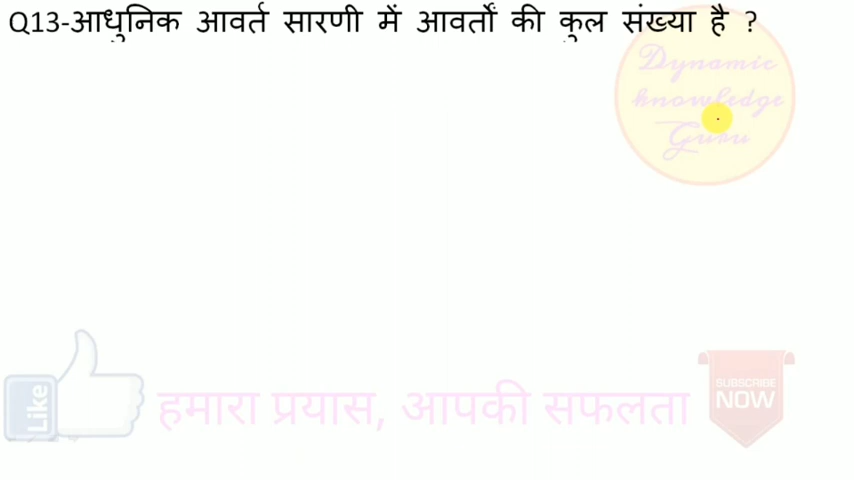 Q13-आधुनिक आवर्त सारणी में आवर्तों की कुल संख्या है ?
Dynamic
knowledge
Guru
Like
हमारा प्रयास, आपकी सफलता
SUBSCRIBE
NOW